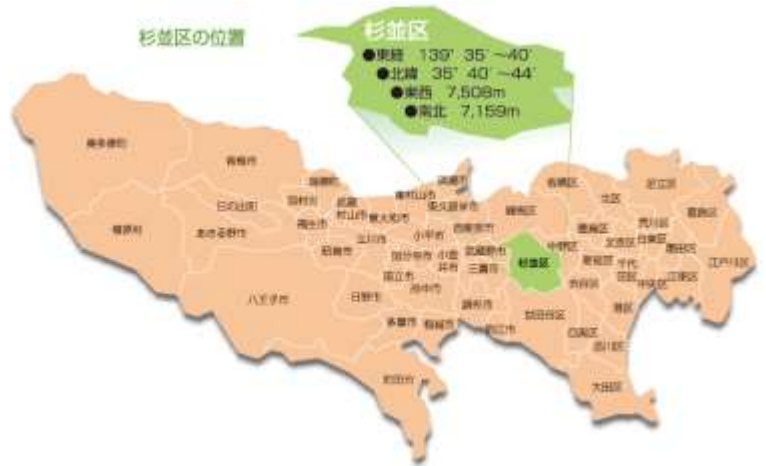 杉並区の位置
杉並区
●東経 139° 35′ ～40′
●北緯 35° 40′ ～44′
●東西 7,508m
●南北 7,159m
奥多摩町
青梅市
瑞穂町
清瀬市
板橋区
北区
足立区
東村山市
羽村市
武蔵
村山市
東久留米市
練馬区
葛飾区
日の出町
福生市
東大和市
西東京市
豊島区
荒川区
檜原村
あきる野市
立川市
小平市
中野区
文京区
台東区
墨田区
昭島市
国分寺市
小金
井市
武蔵野市
三鷹市
杉並区
新宿区
千代
田区
江戸川区
国立市
府中市
渋谷区
中央区
江東区
八王子市
日野市
調布市
世田谷区
港区
多摩市
稲城市
狛江市
目黒区
品川区
町田市
大田区